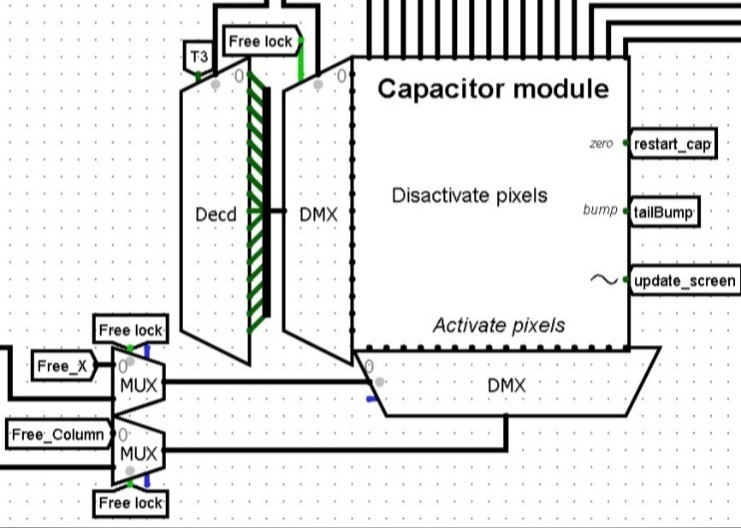 Free lock
T3
0
0
Capacitor module
zero
restart_cap
Disactivate pixels
bump
tailBump
Decd
DMX
update_screen
Activate pixels
Free lock
Free_X
0
MUX
0
DMX
Free_Column
0
MUX
Free lock